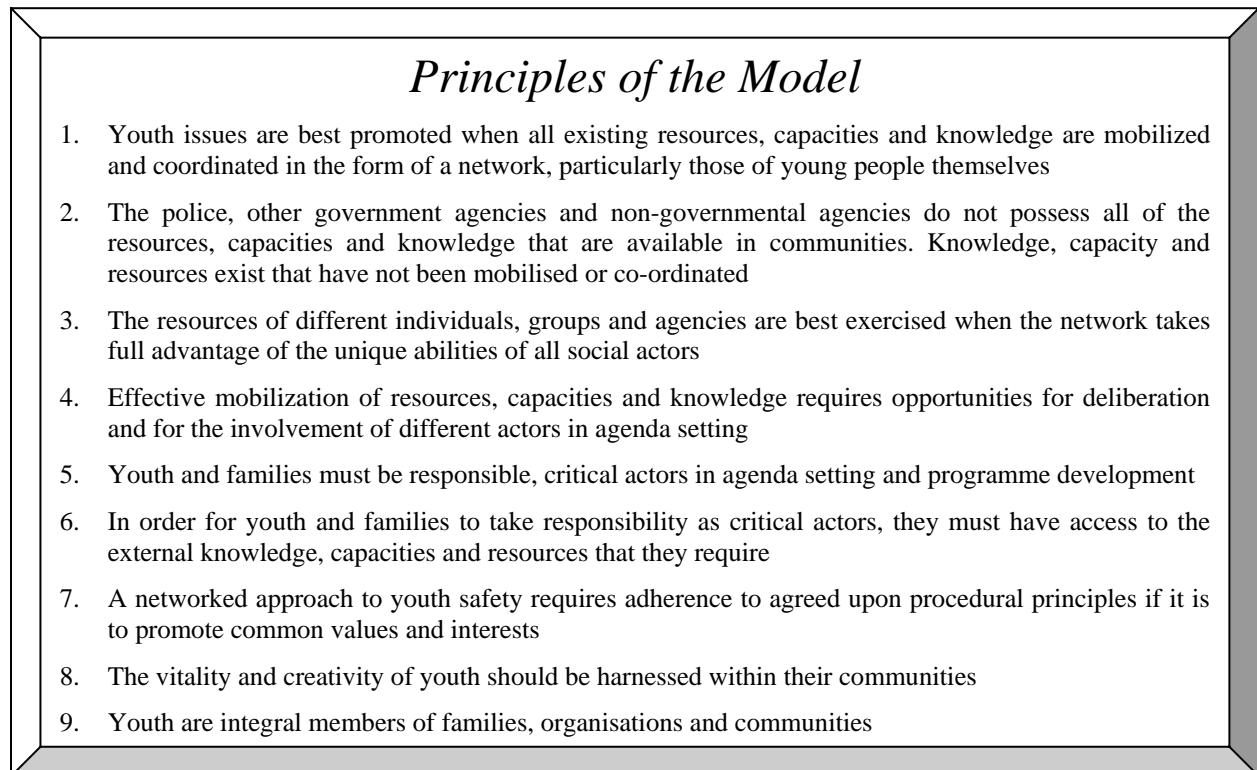 Principles of the Model
1. Youth issues are best promoted when all existing resources, capacities and knowledge are mobilized
and coordinated in the form of a network, particularly those of young people themselves
2. The police, other government agencies and non-governmental agencies do not possess all of the
resources, capacities and knowledge that are available in communities. Knowledge, capacity and
resources exist that have not been mobilised or co-ordinated
3. The resources of different individuals, groups and agencies are best exercised when the network takes
full advantage of the unique abilities of all social actors
4. Effective mobilization of resources, capacities and knowledge requires opportunities for deliberation
and for the involvement of different actors in agenda setting
5. Youth and families must be responsible, critical actors in agenda setting and programme development
6. In order for youth and families to take responsibility as critical actors, they must have access to the
external knowledge, capacities and resources that they require
7. A networked approach to youth safety requires adherence to agreed upon procedural principles if it is
to promote common values and interests
8. The vitality and creativity of youth should be harnessed within their communities
9. Youth are integral members of families, organisations and communities